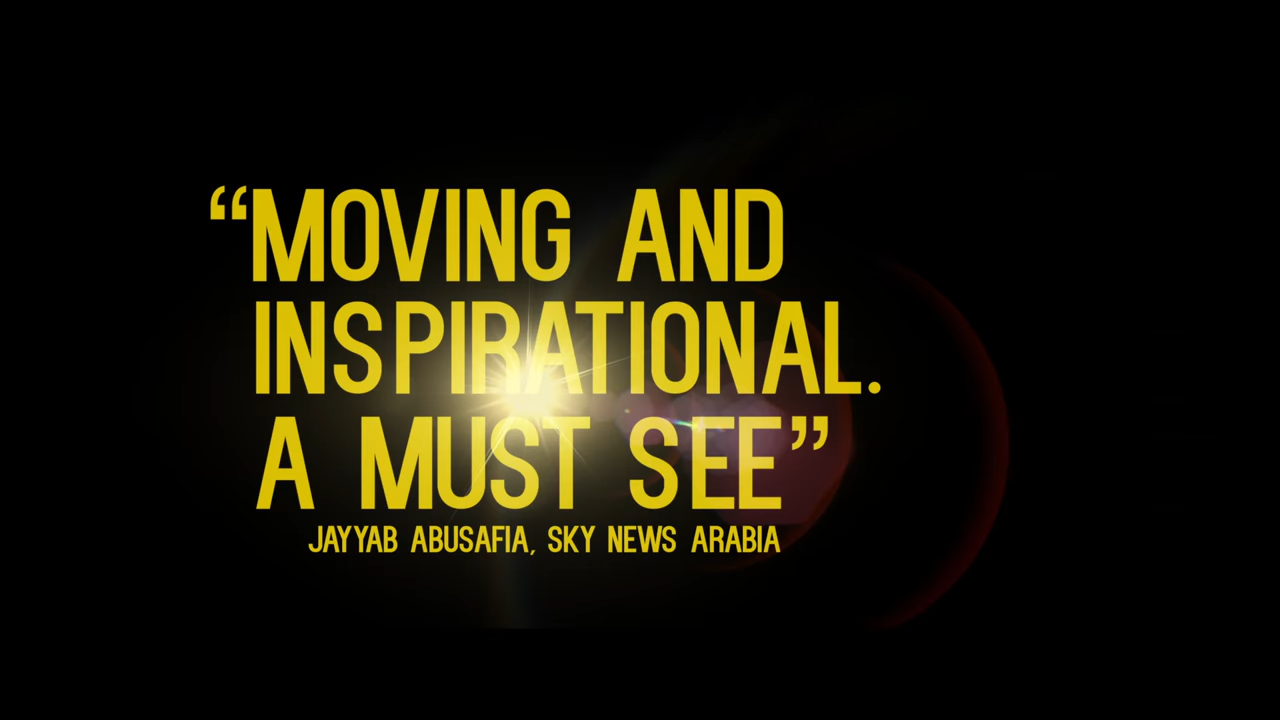 “MOVING AND
INSPIRATIONAL.
A MUST SEE”
JAYYAB ABUSAFIA, SKY NEWS ARABIA